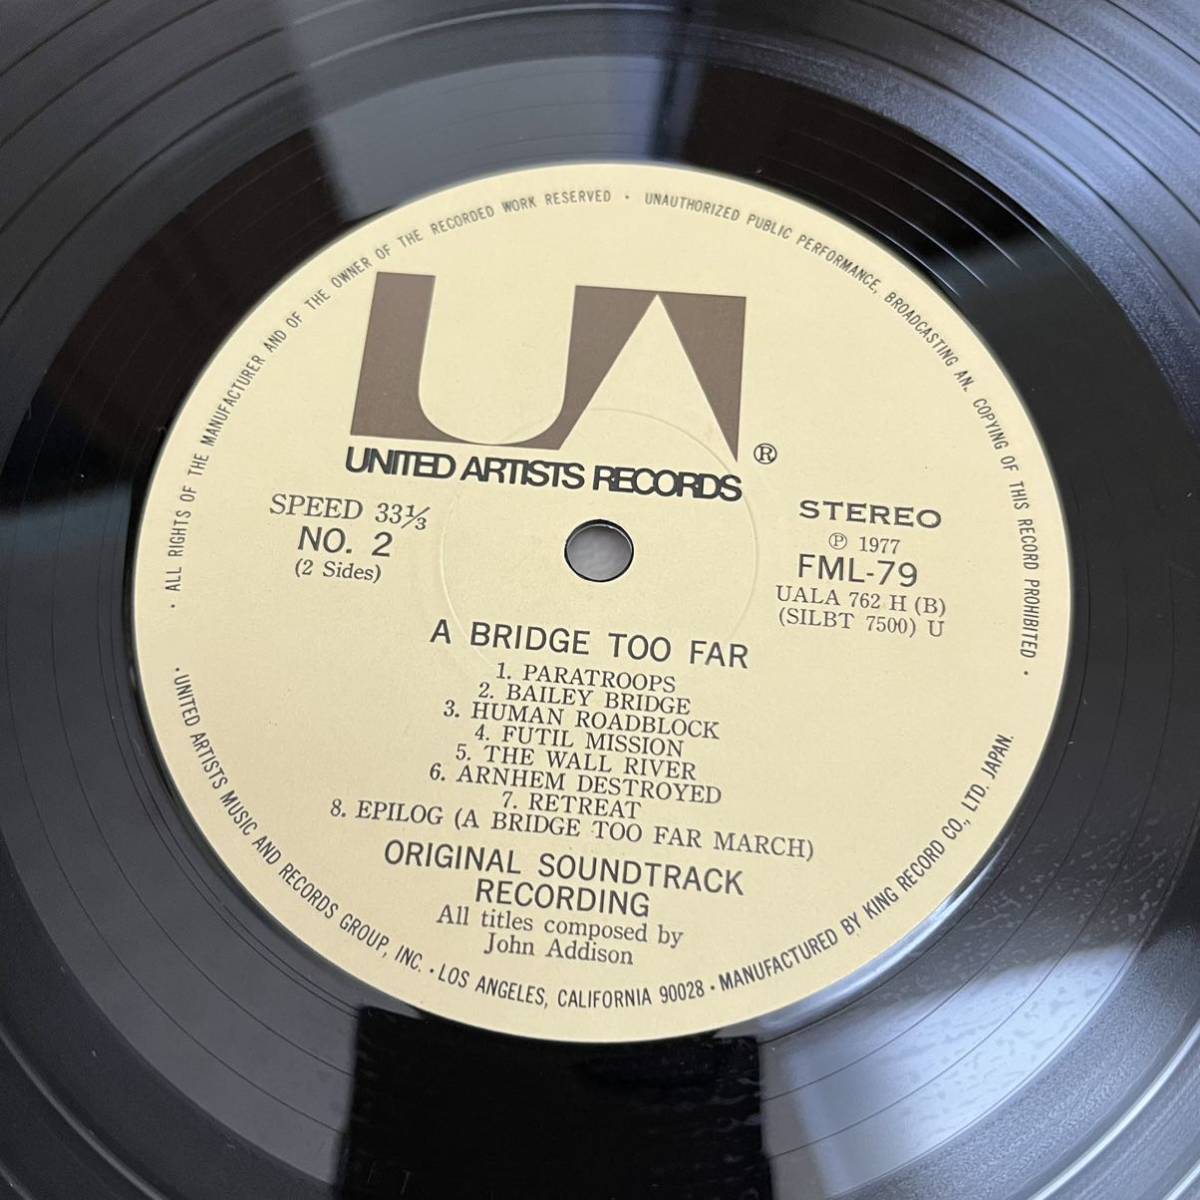 · ALL RIGHTS OF THE MANUFACTURER AND OF THE OWNER OF THE RECORDED WORK RESERVED · UNAUTHORIZED PUBLIC PERFORMANCE, BROADCASTING AN. COPYING OF THIS RECORD PROHIBITED ·
UA
®
UNITED ARTISTS RECORDS
SPEED 33⅓
NO. 2
(2 Sides)
STEREO
℗ 1977
FML-79
UALA 762 H (B)
(SILBT 7500) U
A BRIDGE TOO FAR
1. PARATROOPS
2. BAILEY BRIDGE
3. HUMAN ROADBLOCK
4. FUTIL MISSION
5. THE WALL RIVER
6. ARNHEM DESTROYED
7. RETREAT
8. EPILOG (A BRIDGE TOO FAR MARCH)
ORIGINAL SOUNDTRACK
RECORDING
All titles composed by
John Addison
· UNITED ARTISTS MUSIC AND RECORDS GROUP, INC. · LOS ANGELES, CALIFORNIA 90028 · MANUFACTURED BY KING RECORD CO., LTD. JAPAN.